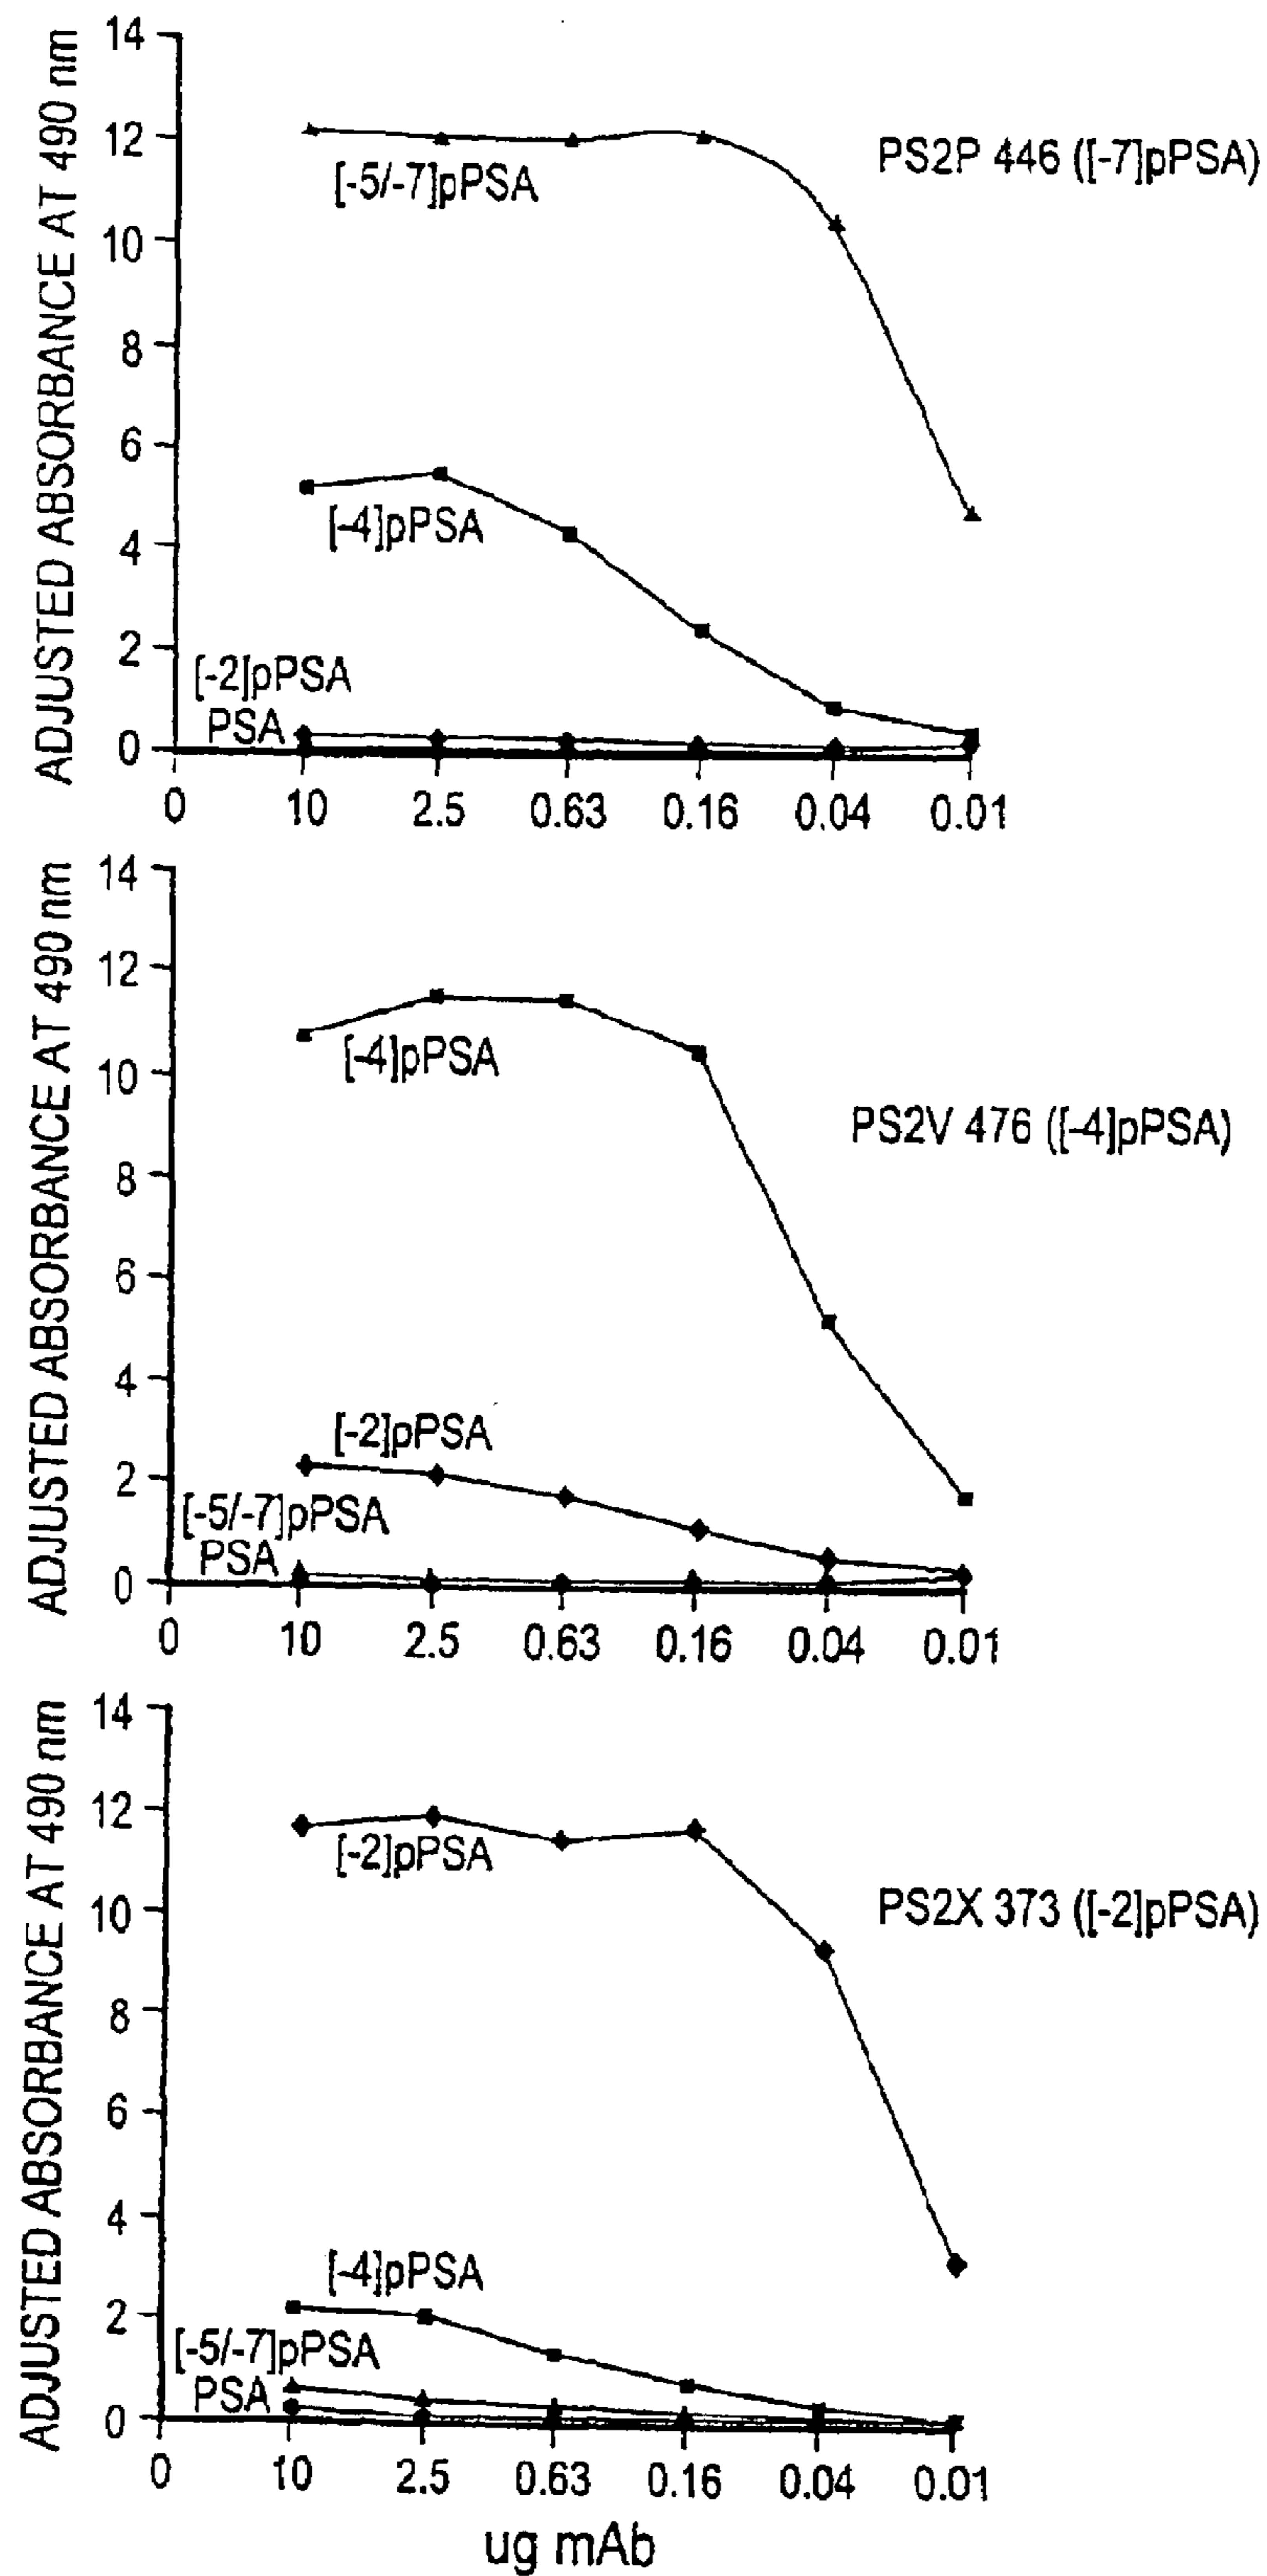 ADJUSTED ABSORBANCE AT 490 nm
14
12
10
8
6
4
2
0
[-5/-7]pPSA
PS2P 446 ([-7]pPSA)
[-4]pPSA
[-2]pPSA
PSA
0 10 2.5 0.63 0.16 0.04 0.01
ADJUSTED ABSORBANCE AT 490 nm
14
12
10
8
6
4
2
0
[-4]pPSA
PS2V 476 ([-4]pPSA)
[-2]pPSA
[-5/-7]pPSA
PSA
0 10 2.5 0.63 0.16 0.04 0.01
ADJUSTED ABSORBANCE AT 490 nm
14
12
10
8
6
4
2
0
[-2]pPSA
PS2X 373 ([-2]pPSA)
[-4]pPSA
[-5/-7]pPSA
PSA
0 10 2.5 0.63 0.16 0.04 0.01
ug mAb